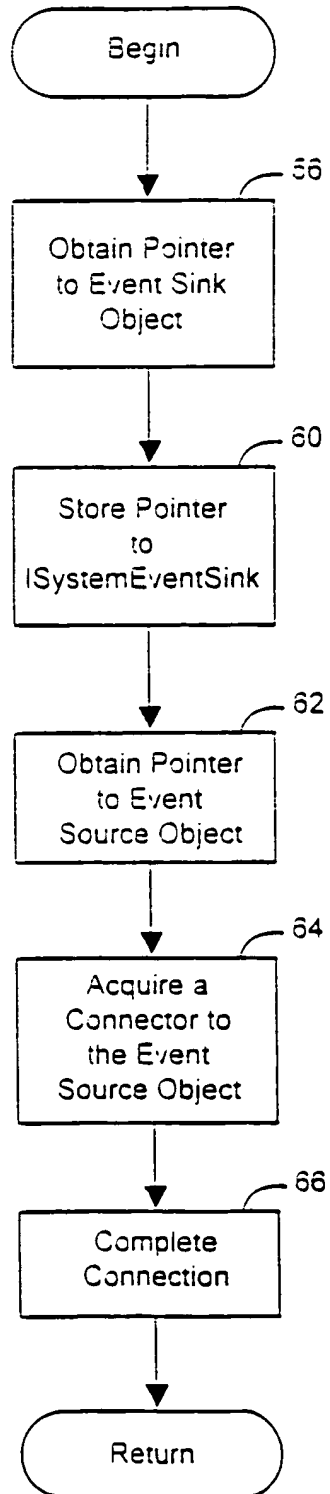 Begin
Obtain Pointer
to Event Sink
Object
60
Store Pointer
to
ISystemEventSink
62
Obtain Pointer
to Event
Source Object
64
Acquire a
Connector to
the Event
Source Object
66
Complete
Connection
Return